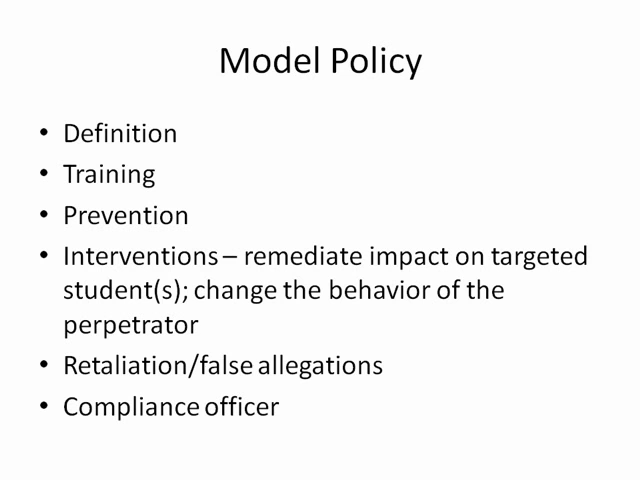 Model Policy
• Definition
• Training
• Prevention
• Interventions – remediate impact on targeted
student(s); change the behavior of the
perpetrator
• Retaliation/false allegations
• Compliance officer